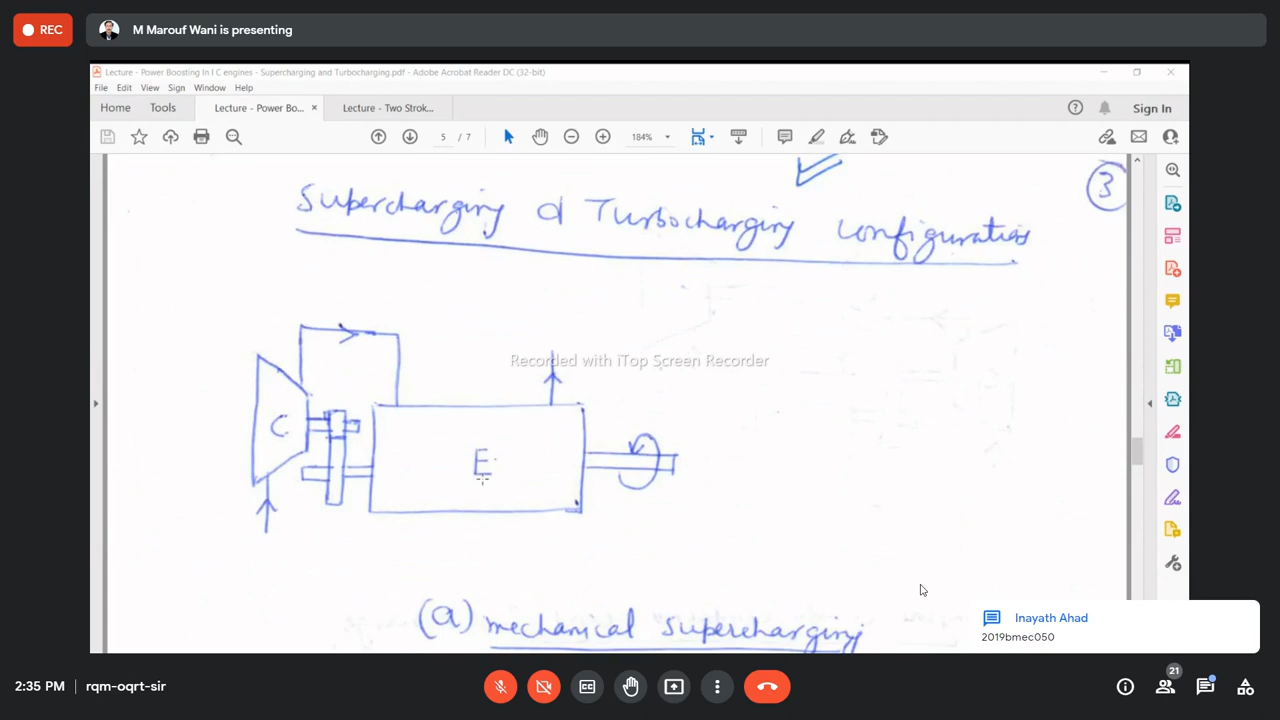 REC
M Marouf Wani is presenting
Lecture - Power Boosting In I C engines - Supercharging and Turbocharging.pdf - Adobe Acrobat Reader DC (32-bit)
File Edit View Sign Window Help
Home Tools Lecture - Power Bo... × Lecture - Two Strok... Sign In
5 / 7 184%
3
Supercharging & Turbocharging configurations
Recorded with iTop Screen Recorder
C
E
(a) mechanical supercharging
Inayath Ahad
2019bmec050
2:35 PM | rqm-oqrt-sir
21